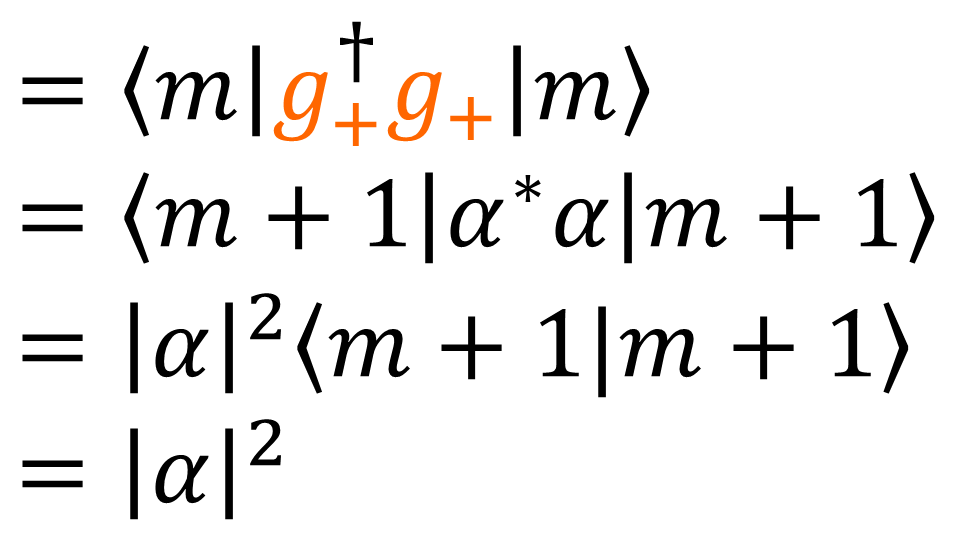 = ⟨m|g₊†g₊|m⟩
= ⟨m + 1|α*α|m + 1⟩
= |α|²⟨m + 1|m + 1⟩
= |α|²